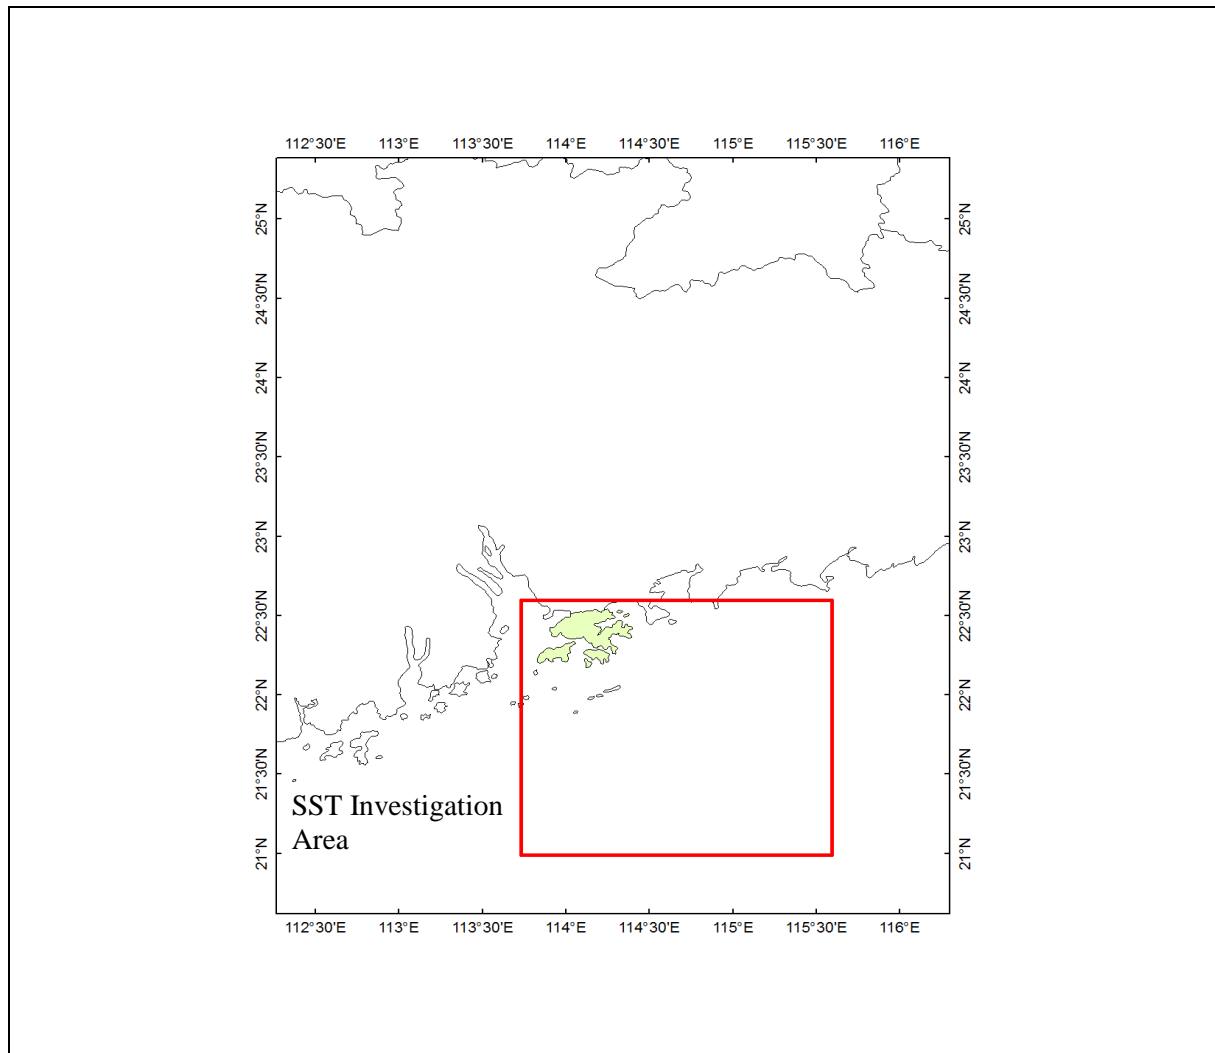 112°30'E 113°E 113°30'E 114°E 114°30'E 115°E 115°30'E 116°E
25°N 25°N
24°30'N 24°30'N
24°N 24°N
23°30'N 23°30'N
23°N 23°N
22°30'N 22°30'N
22°N 22°N
21°30'N 21°30'N
SST Investigation
Area
21°N 21°N
112°30'E 113°E 113°30'E 114°E 114°30'E 115°E 115°30'E 116°E